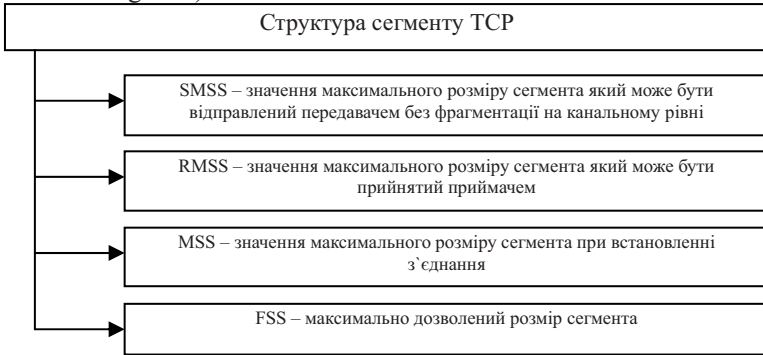 Структура сегменту TCP
SMSS – значення максимального розміру сегмента який може бути
відправлений передавачем без фрагментації на канальному рівні
RMSS – значення максимального розміру сегмента який може бути
прийнятий приймачем
MSS – значення максимального розміру сегмента при встановленні
з`єднання
FSS – максимально дозволений розмір сегмента